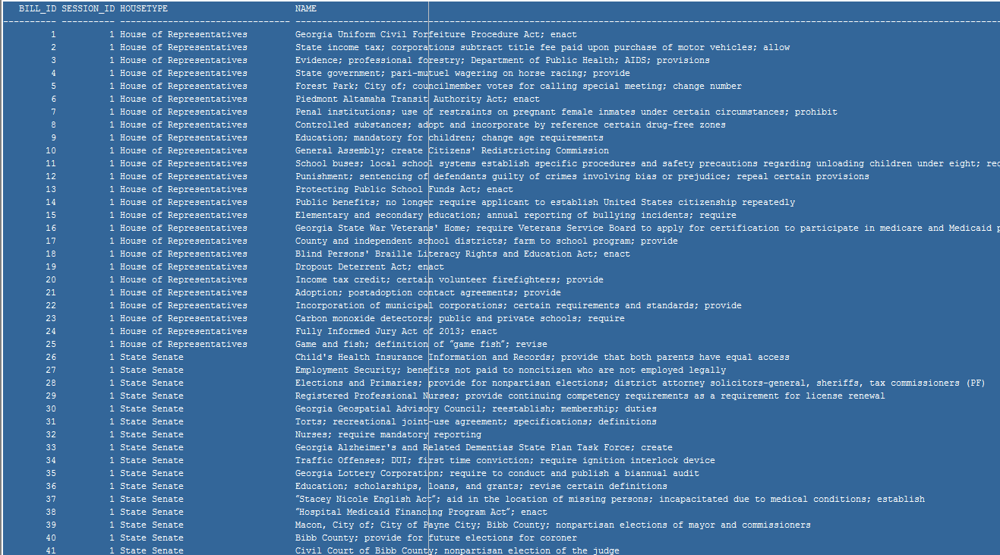 BILL_ID SESSION_ID HOUSETYPE NAME
1 1 House of Representatives Georgia Uniform Civil Forfeiture Procedure Act; enact
2 1 House of Representatives State income tax; corporations subtract title fee paid upon purchase of motor vehicles; allow
3 1 House of Representatives Evidence; professional forestry; Department of Public Health; AIDS; provisions
4 1 House of Representatives State government; pari-mutuel wagering on horse racing; provide
5 1 House of Representatives Forest Park; City of; councilmember votes for calling special meeting; change number
6 1 House of Representatives Piedmont Altamaha Transit Authority Act; enact
7 1 House of Representatives Penal institutions; use of restraints on pregnant female inmates under certain circumstances; prohibit
8 1 House of Representatives Controlled substances; adopt and incorporate by reference certain drug-free zones
9 1 House of Representatives Education; mandatory for children; change age requirements
10 1 House of Representatives General Assembly; create Citizens' Redistricting Commission
11 1 House of Representatives School buses; local school systems establish specific procedures and safety precautions regarding unloading children under eight;
12 1 House of Representatives Punishment; sentencing of defendants guilty of crimes involving bias or prejudice; repeal certain provisions
13 1 House of Representatives Protecting Public School Funds Act; enact
14 1 House of Representatives Public benefits; no longer require applicant to establish United States citizenship repeatedly
15 1 House of Representatives Elementary and secondary education; annual reporting of bullying incidents; require
16 1 House of Representatives Georgia State War Veterans' Home; require Veterans Service Board to apply for certification to participate in medicare and Medicaid
17 1 House of Representatives County and independent school districts; farm to school program; provide
18 1 House of Representatives Blind Persons' Braille Literacy Rights and Education Act; enact
19 1 House of Representatives Dropout Deterrent Act; enact
20 1 House of Representatives Income tax credit; certain volunteer firefighters; provide
21 1 House of Representatives Adoption; postadoption contact agreements; provide
22 1 House of Representatives Incorporation of municipal corporations; certain requirements and standards; provide
23 1 House of Representatives Carbon monoxide detectors; public and private schools; require
24 1 House of Representatives Fully Informed Jury Act of 2013; enact
25 1 House of Representatives Game and fish; definition of "game fish"; revise
26 1 State Senate Child's Health Insurance Information and Records; provide that both parents have equal access
27 1 State Senate Employment Security; benefits not paid to noncitizen who are not employed legally
28 1 State Senate Elections and Primaries; provide for nonpartisan elections; district attorney solicitors-general, sheriffs, tax commissioners (PF)
29 1 State Senate Registered Professional Nurses; provide continuing competency requirements as a requirement for license renewal
30 1 State Senate Georgia Geospatial Advisory Council; reestablish; membership; duties
31 1 State Senate Torts; recreational joint-use agreement; specifications; definitions
32 1 State Senate Nurses; require mandatory reporting
33 1 State Senate Georgia Alzheimer's and Related Dementias State Plan Task Force; create
34 1 State Senate Traffic Offenses; DUI; first time conviction; require ignition interlock device
35 1 State Senate Georgia Lottery Corporation; require to conduct and publish a biannual audit
36 1 State Senate Education; scholarships, loans, and grants; revise certain definitions
37 1 State Senate "Stacey Nicole English Act"; aid in the location of missing persons; incapacitated due to medical conditions; establish
38 1 State Senate "Hospital Medicaid Financing Program Act"; enact
39 1 State Senate Macon, City of; City of Payne City; Bibb County; nonpartisan elections of mayor and commissioners
40 1 State Senate Bibb County; provide for future elections for coroner
41 1 State Senate Civil Court of Bibb County; nonpartisan election of the judge